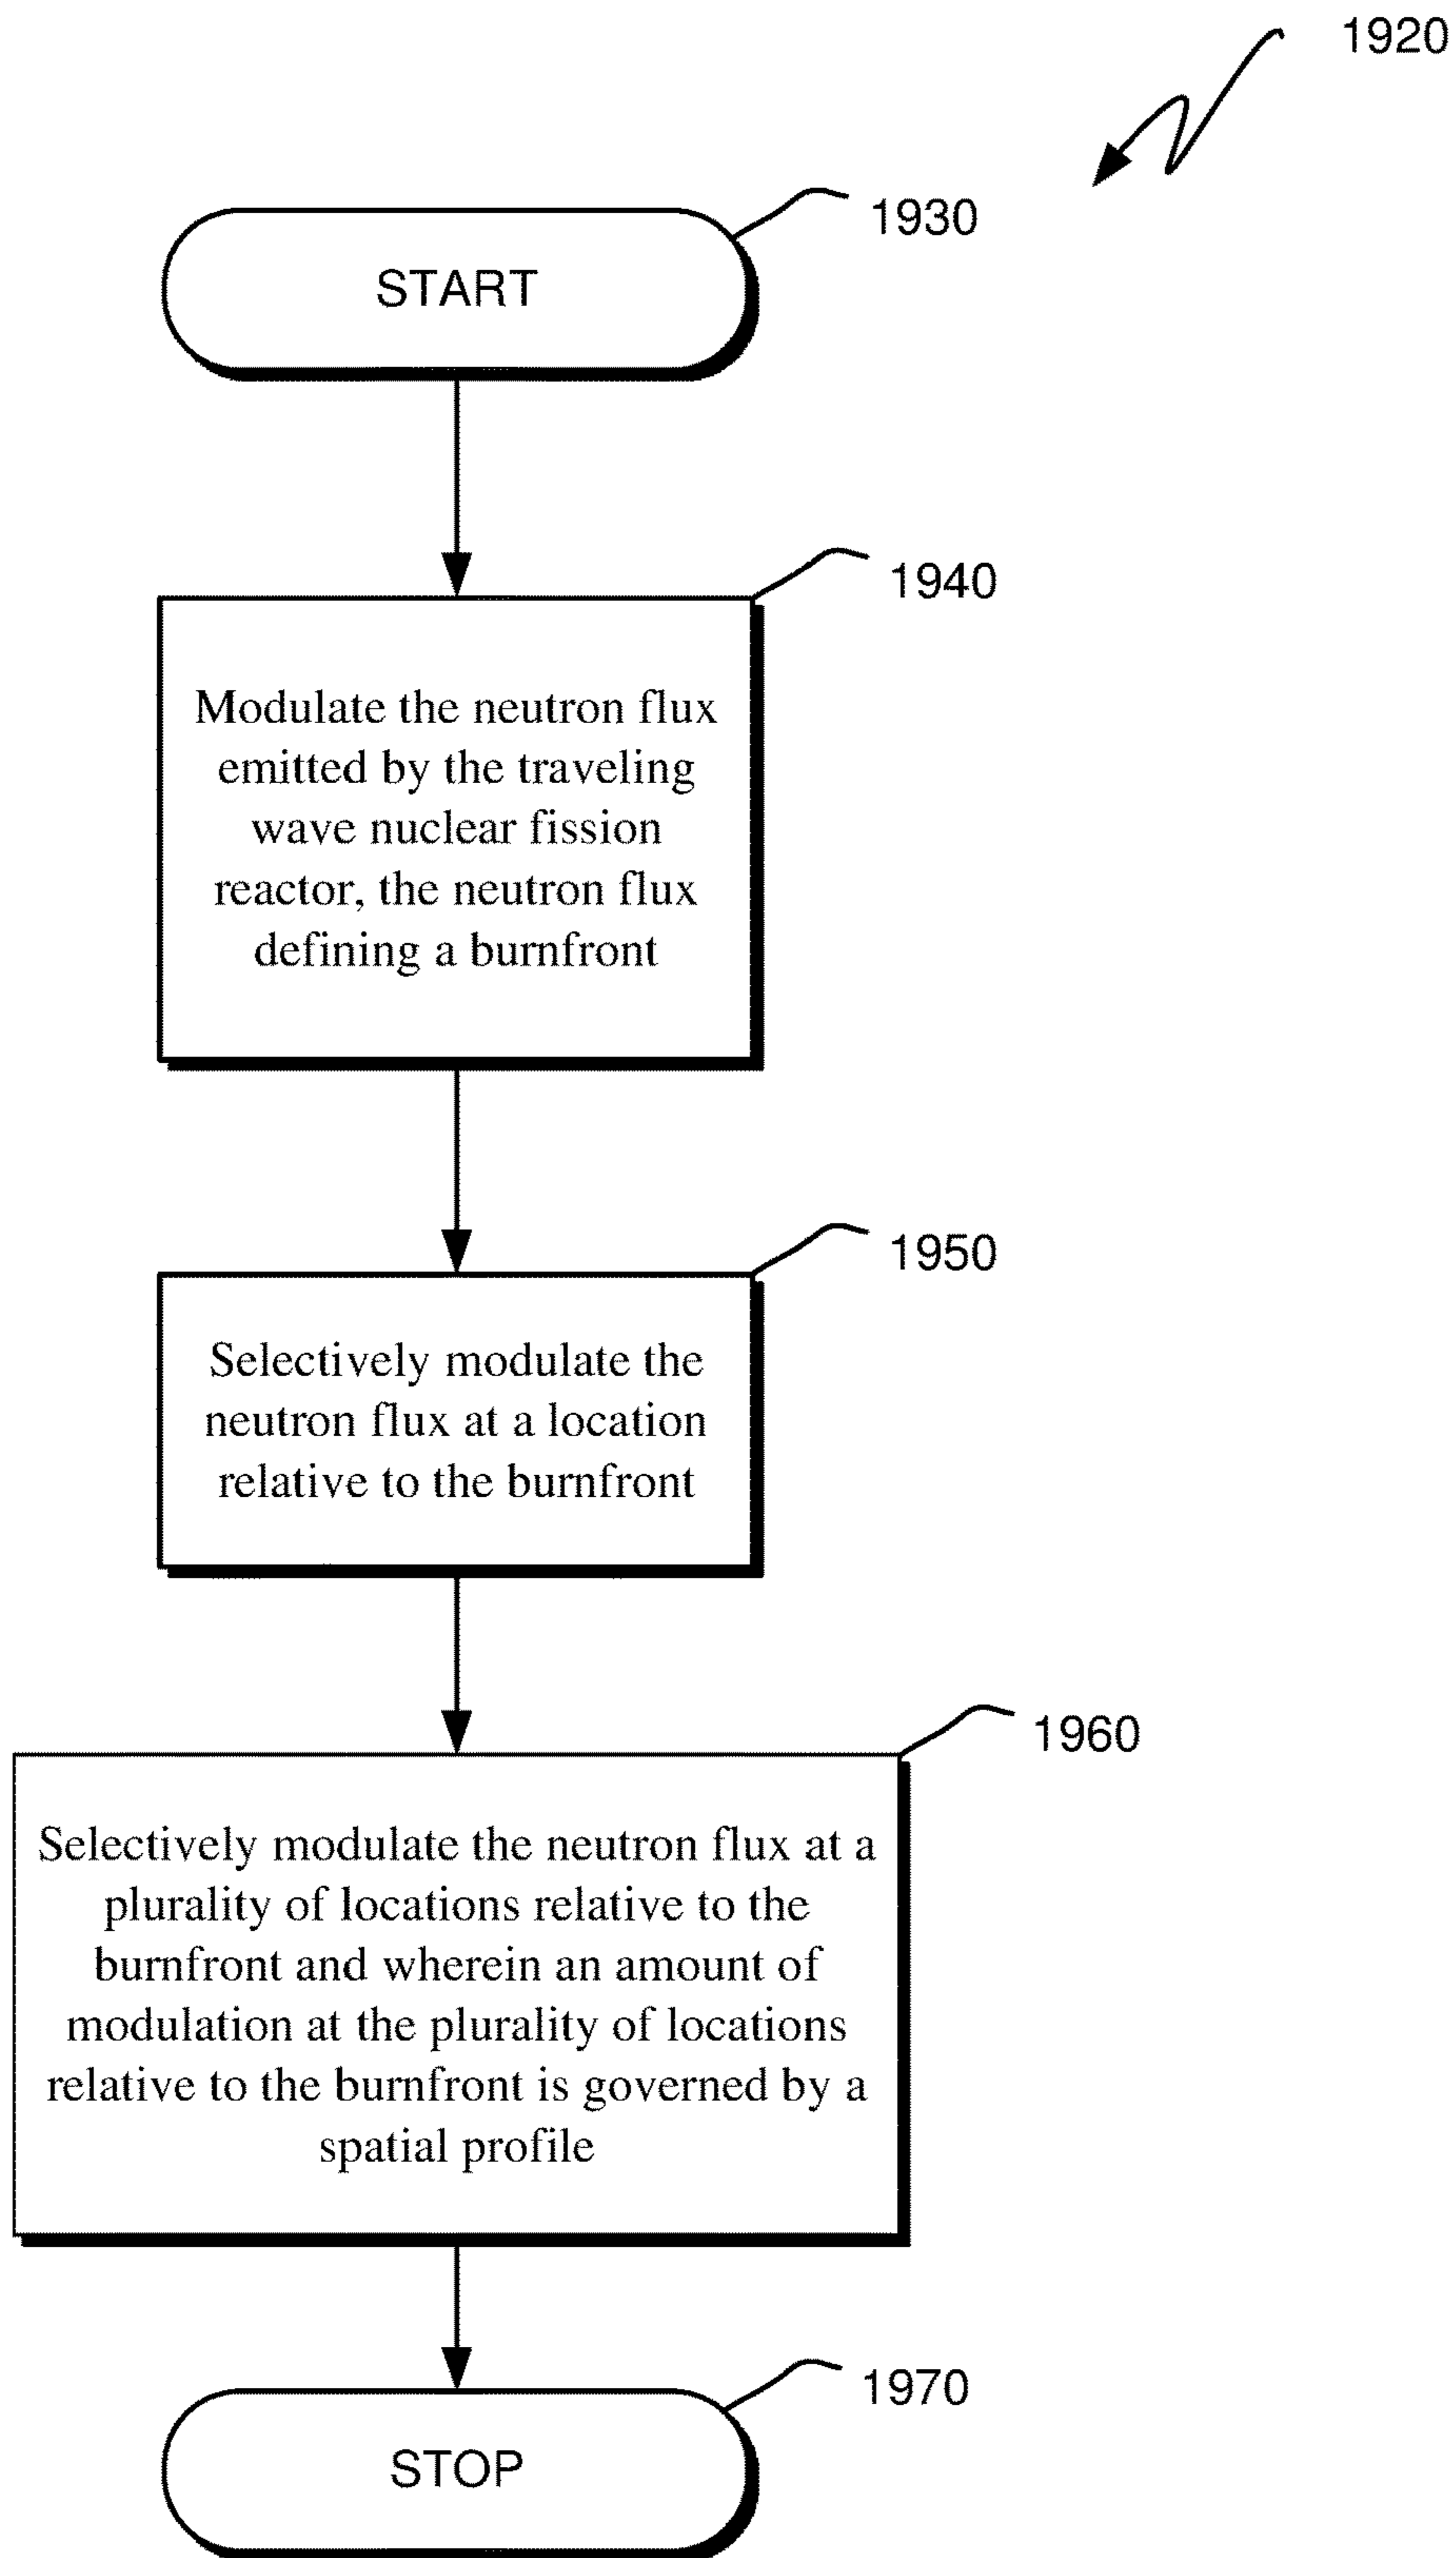 1920
1930
START
1940
Modulate the neutron flux
emitted by the traveling
wave nuclear fission
reactor, the neutron flux
defining a burnfront
1950
Selectively modulate the
neutron flux at a location
relative to the burnfront
1960
Selectively modulate the neutron flux at a
plurality of locations relative to the
burnfront and wherein an amount of
modulation at the plurality of locations
relative to the burnfront is governed by a
spatial profile
1970
STOP